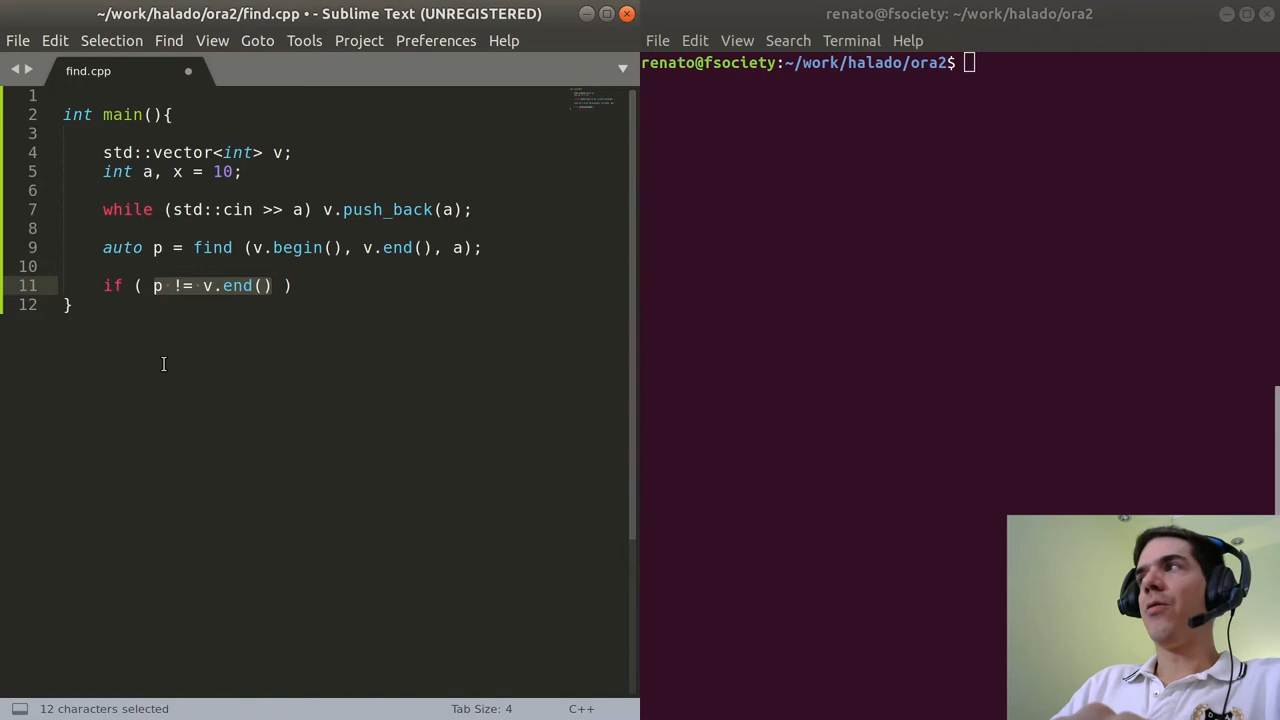 ~/work/halado/ora2/find.cpp • - Sublime Text (UNREGISTERED)
File Edit Selection Find View Goto Tools Project Preferences Help
find.cpp
1
2 int main(){
3
4 std::vector<int> v;
5 int a, x = 10;
6
7 while (std::cin >> a) v.push_back(a);
8
9 auto p = find (v.begin(), v.end(), a);
10
11 if ( p != v.end() )
12 }
12 characters selected Tab Size: 4 C++
renato@fsociety: ~/work/halado/ora2
File Edit View Search Terminal Help
renato@fsociety:~/work/halado/ora2$